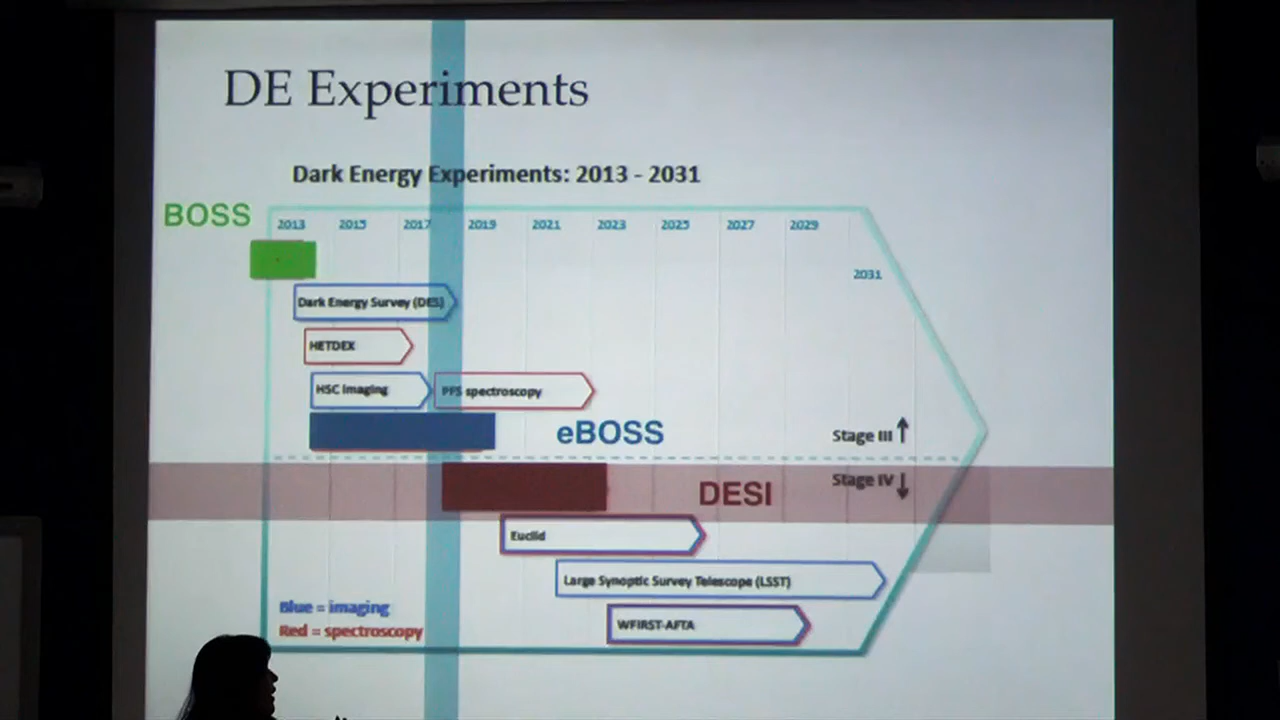 DE Experiments
Dark Energy Experiments: 2013 - 2031
BOSS
2013 2015 2017 2019 2021 2023 2025 2027 2029
2031
Dark Energy Survey (DES)
HETDEX
HSC imaging
PFS spectroscopy
eBOSS
Stage III
DESI
Stage IV
Euclid
Large Synoptic Survey Telescope (LSST)
Blue = imaging
WFIRST-AFTA
Red = spectroscopy